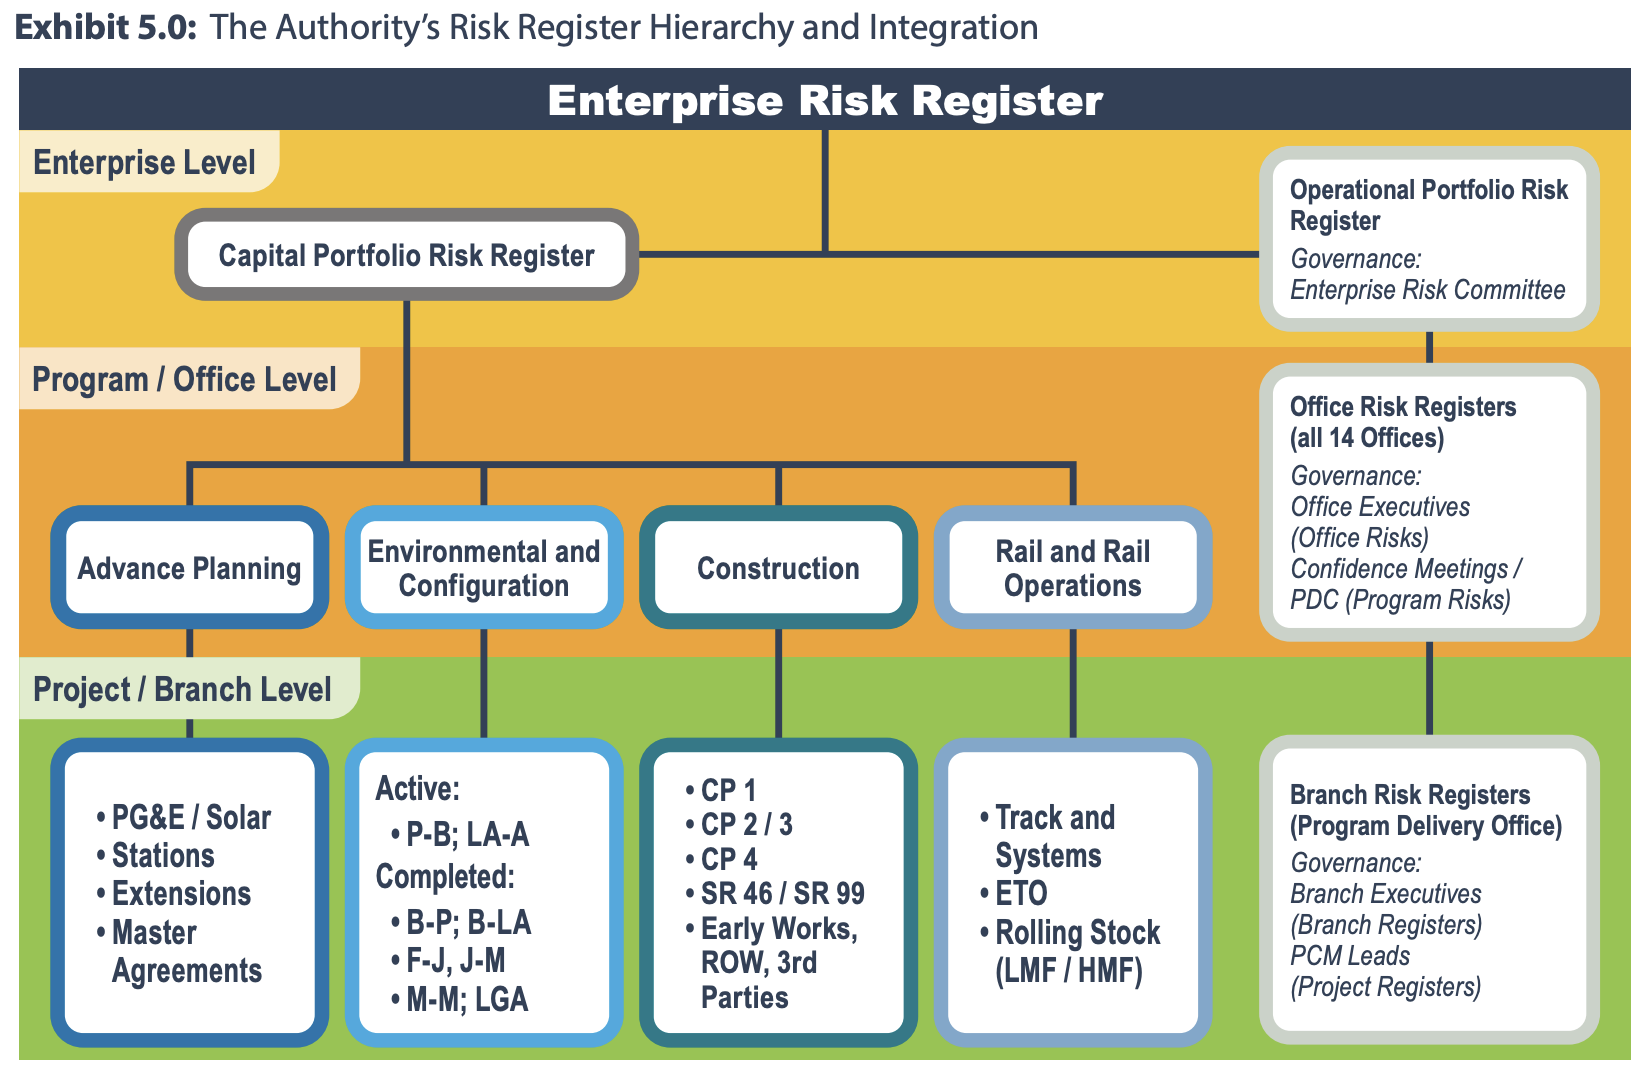 Exhibit 5.0: The Authority’s Risk Register Hierarchy and Integration
Enterprise Risk Register
Enterprise Level
Capital Portfolio Risk Register
Operational Portfolio Risk
Register
Governance:
Enterprise Risk Committee
Program / Office Level
Office Risk Registers
(all 14 Offices)
Governance:
Office Executives
(Office Risks)
Confidence Meetings /
PDC (Program Risks)
Advance Planning
Environmental and
Configuration
Construction
Rail and Rail
Operations
Project / Branch Level
• PG&E / Solar
• Stations
• Extensions
• Master
Agreements
Active:
• P-B; LA-A
Completed:
• B-P; B-LA
• F-J, J-M
• M-M; LGA
• CP 1
• CP 2 / 3
• CP 4
• SR 46 / SR 99
• Early Works,
ROW, 3rd
Parties
• Track and
Systems
• ETO
• Rolling Stock
(LMF / HMF)
Branch Risk Registers
(Program Delivery Office)
Governance:
Branch Executives
(Branch Registers)
PCM Leads
(Project Registers)